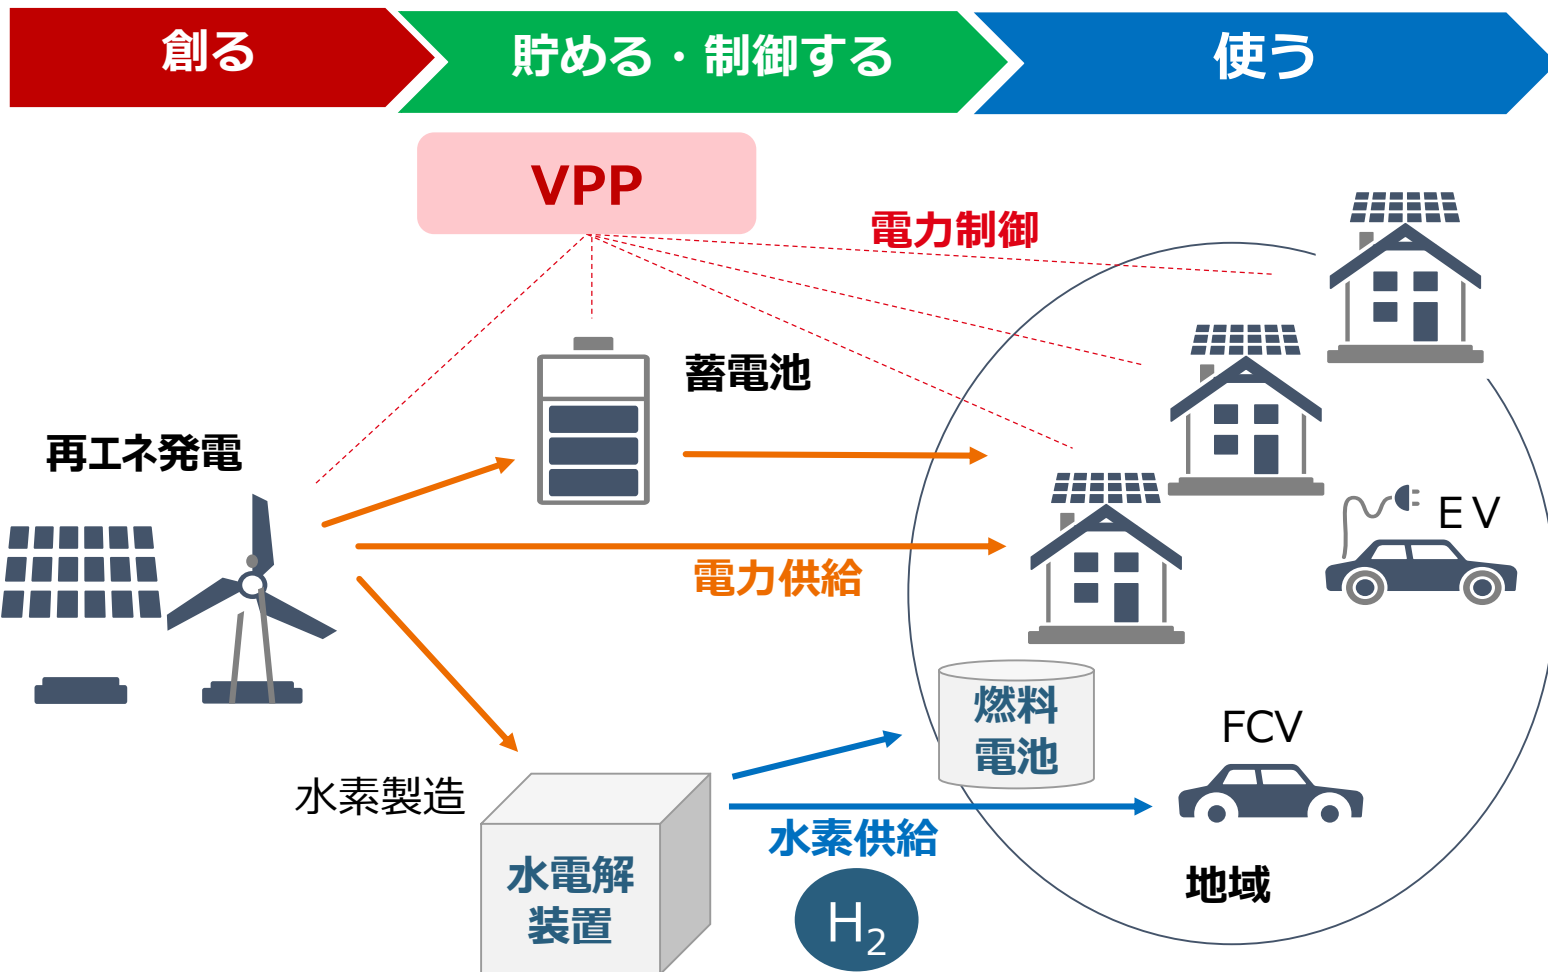 創る
貯める・制御する
使う
VPP
電力制御
蓄電池
再エネ発電
ＥＶ
電力供給
燃料
電池
FCV
水素製造
水素供給
水電解
装置
地域
H₂